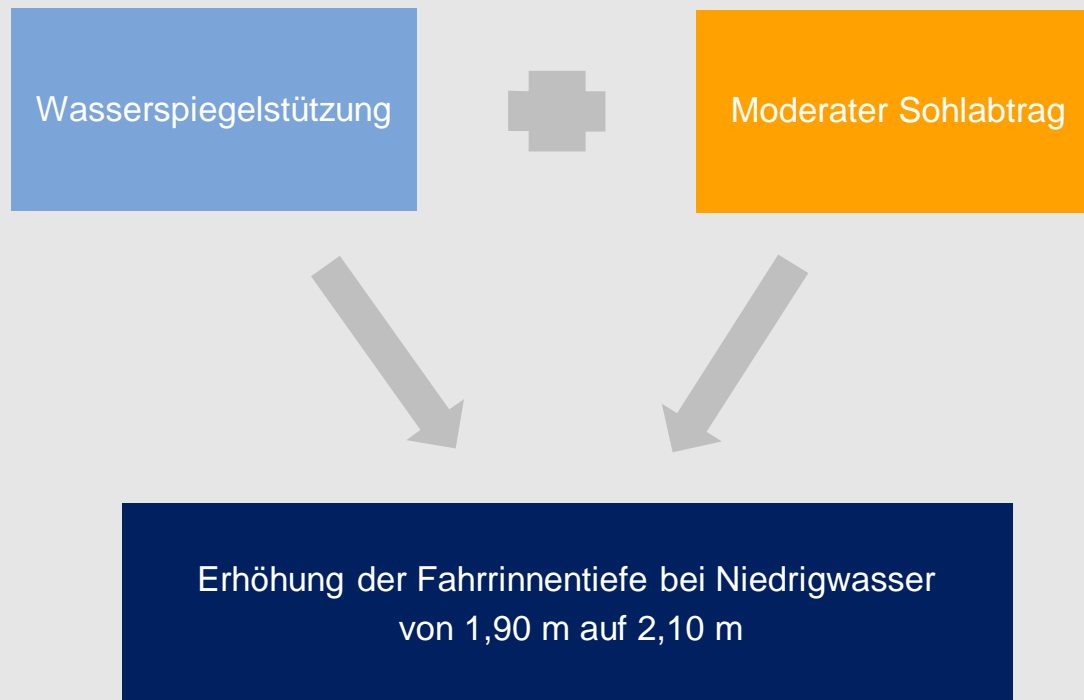 Wasserspiegelstützung
Moderater Sohlabtrag
Erhöhung der Fahrrinnentiefe bei Niedrigwasser
von 1,90 m auf 2,10 m